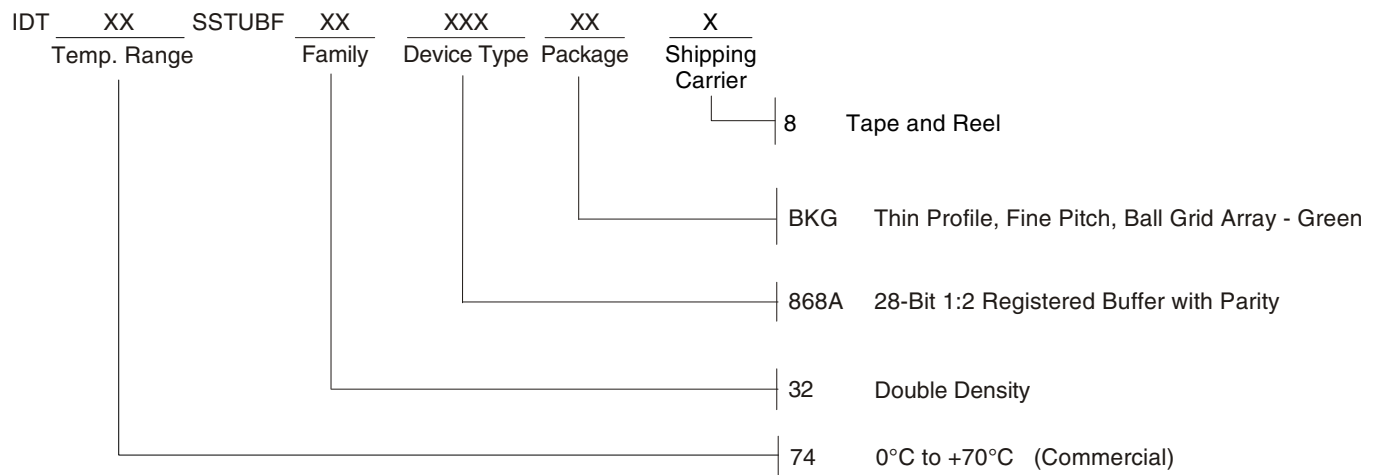 IDT XX SSTUBF XX XXX XX X
Temp. Range Family Device Type Package Shipping
Carrier
8 Tape and Reel
BKG Thin Profile, Fine Pitch, Ball Grid Array - Green
868A 28-Bit 1:2 Registered Buffer with Parity
32 Double Density
74 0°C to +70°C (Commercial)